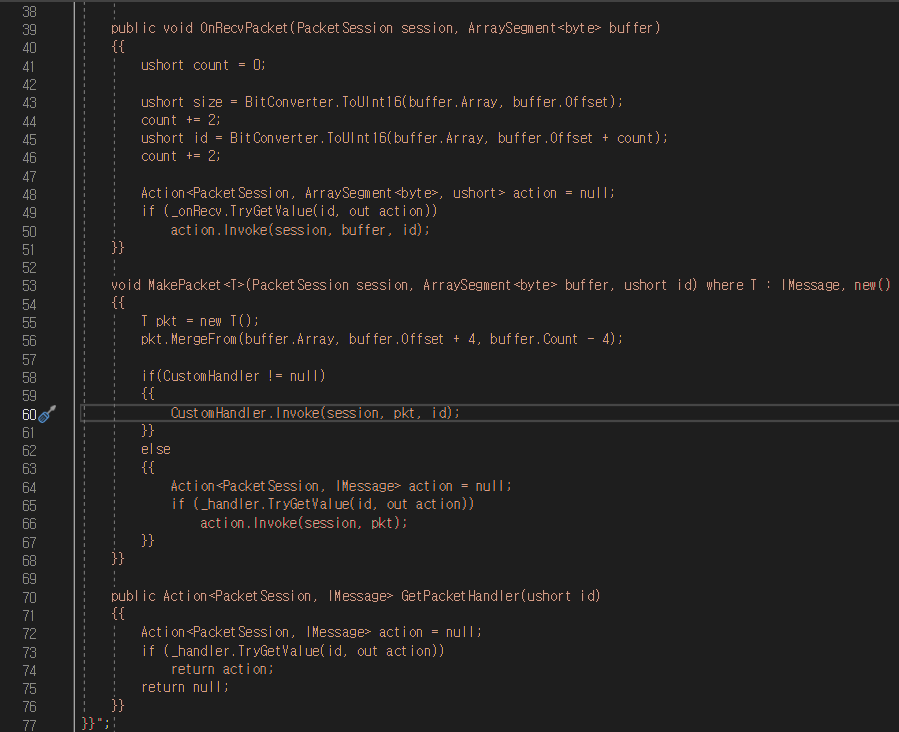 38
39 public void OnRecvPacket(PacketSession session, ArraySegment<byte> buffer)
40 {{
41 ushort count = 0;
42
43 ushort size = BitConverter.ToUInt16(buffer.Array, buffer.Offset);
44 count += 2;
45 ushort id = BitConverter.ToUInt16(buffer.Array, buffer.Offset + count);
46 count += 2;
47
48 Action<PacketSession, ArraySegment<byte>, ushort> action = null;
49 if (_onRecv.TryGetValue(id, out action))
50 action.Invoke(session, buffer, id);
51 }}
52
53 void MakePacket<T>(PacketSession session, ArraySegment<byte> buffer, ushort id) where T : IMessage, new()
54 {{
55 T pkt = new T();
56 pkt.MergeFrom(buffer.Array, buffer.Offset + 4, buffer.Count - 4);
57
58 if(CustomHandler != null)
59 {{
60 CustomHandler.Invoke(session, pkt, id);
61 }}
62 else
63 {{
64 Action<PacketSession, IMessage> action = null;
65 if (_handler.TryGetValue(id, out action))
66 action.Invoke(session, pkt);
67 }}
68 }}
69
70 public Action<PacketSession, IMessage> GetPacketHandler(ushort id)
71 {{
72 Action<PacketSession, IMessage> action = null;
73 if (_handler.TryGetValue(id, out action))
74 return action;
75 return null;
76 }}
77 }}";